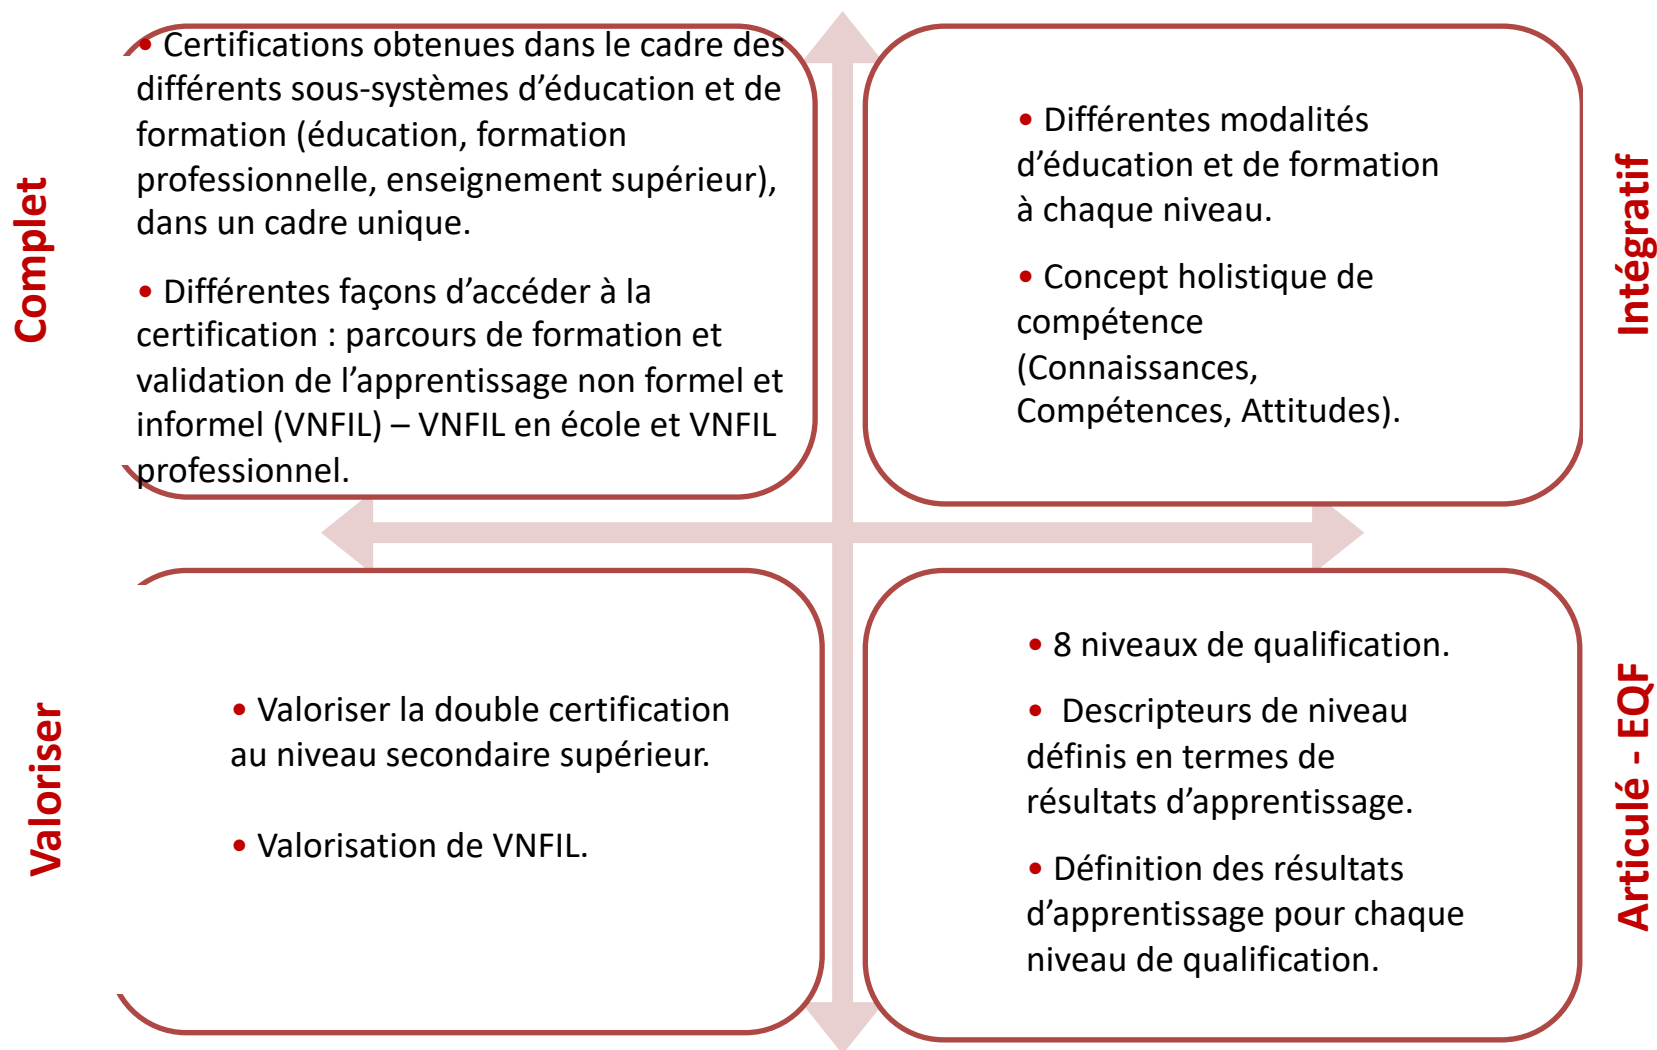 Complet
• Certifications obtenues dans le cadre des
différents sous-systèmes d’éducation et de
formation (éducation, formation
professionnelle, enseignement supérieur),
dans un cadre unique.
• Différentes façons d’accéder à la
certification : parcours de formation et
validation de l’apprentissage non formel et
informel (VNFIL) – VNFIL en école et VNFIL
professionnel.
Intégratif
• Différentes modalités
d’éducation et de formation
à chaque niveau.
• Concept holistique de
compétence
(Connaissances,
Compétences, Attitudes).
Valoriser
• Valoriser la double certification
au niveau secondaire supérieur.
• Valorisation de VNFIL.
Articulé - EQF
• 8 niveaux de qualification.
• Descripteurs de niveau
définis en termes de
résultats d’apprentissage.
• Définition des résultats
d’apprentissage pour chaque
niveau de qualification.